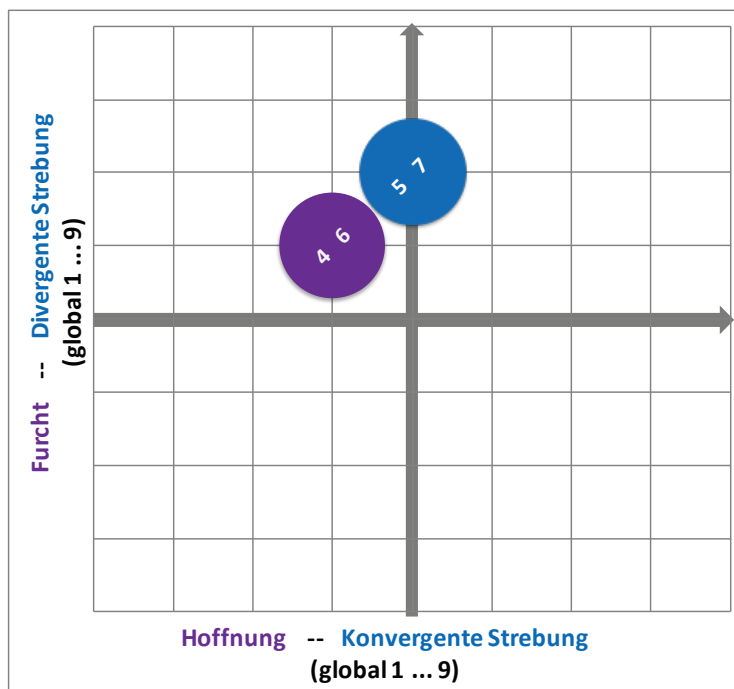 Furcht -- Divergente Strebung
(global 1 ... 9)
5 7
4 6
Hoffnung -- Konvergente Strebung
(global 1 ... 9)